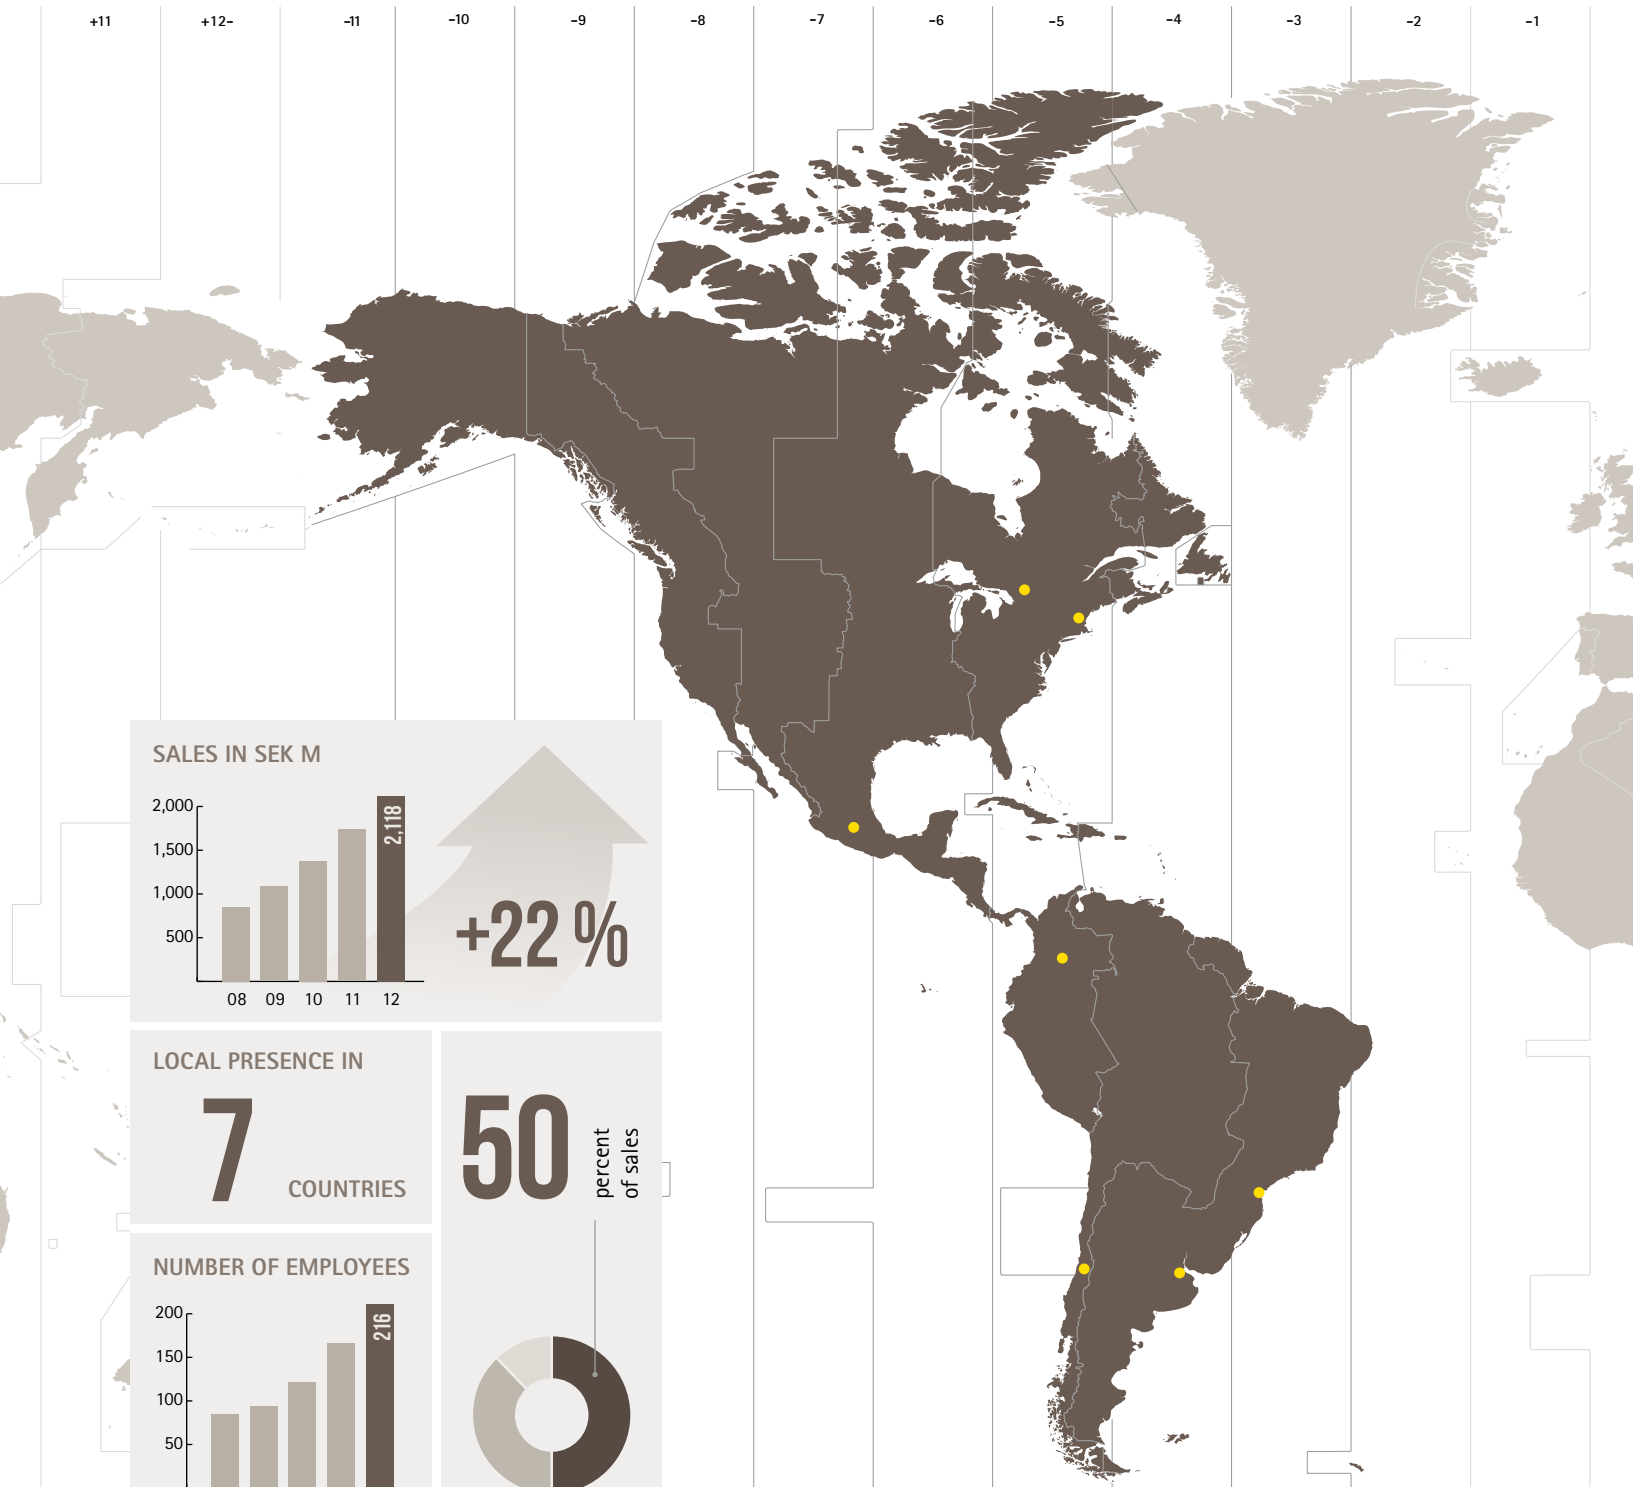 +11 +12- -11 -10 -9 -8 -7 -6 -5 -4 -3 -2 -1
SALES IN SEK M
2,000
1,500
1,000
500
2,118
08 09 10 11 12
+22 %
LOCAL PRESENCE IN
7
COUNTRIES
50
percent
of sales
NUMBER OF EMPLOYEES
200
150
100
50
216